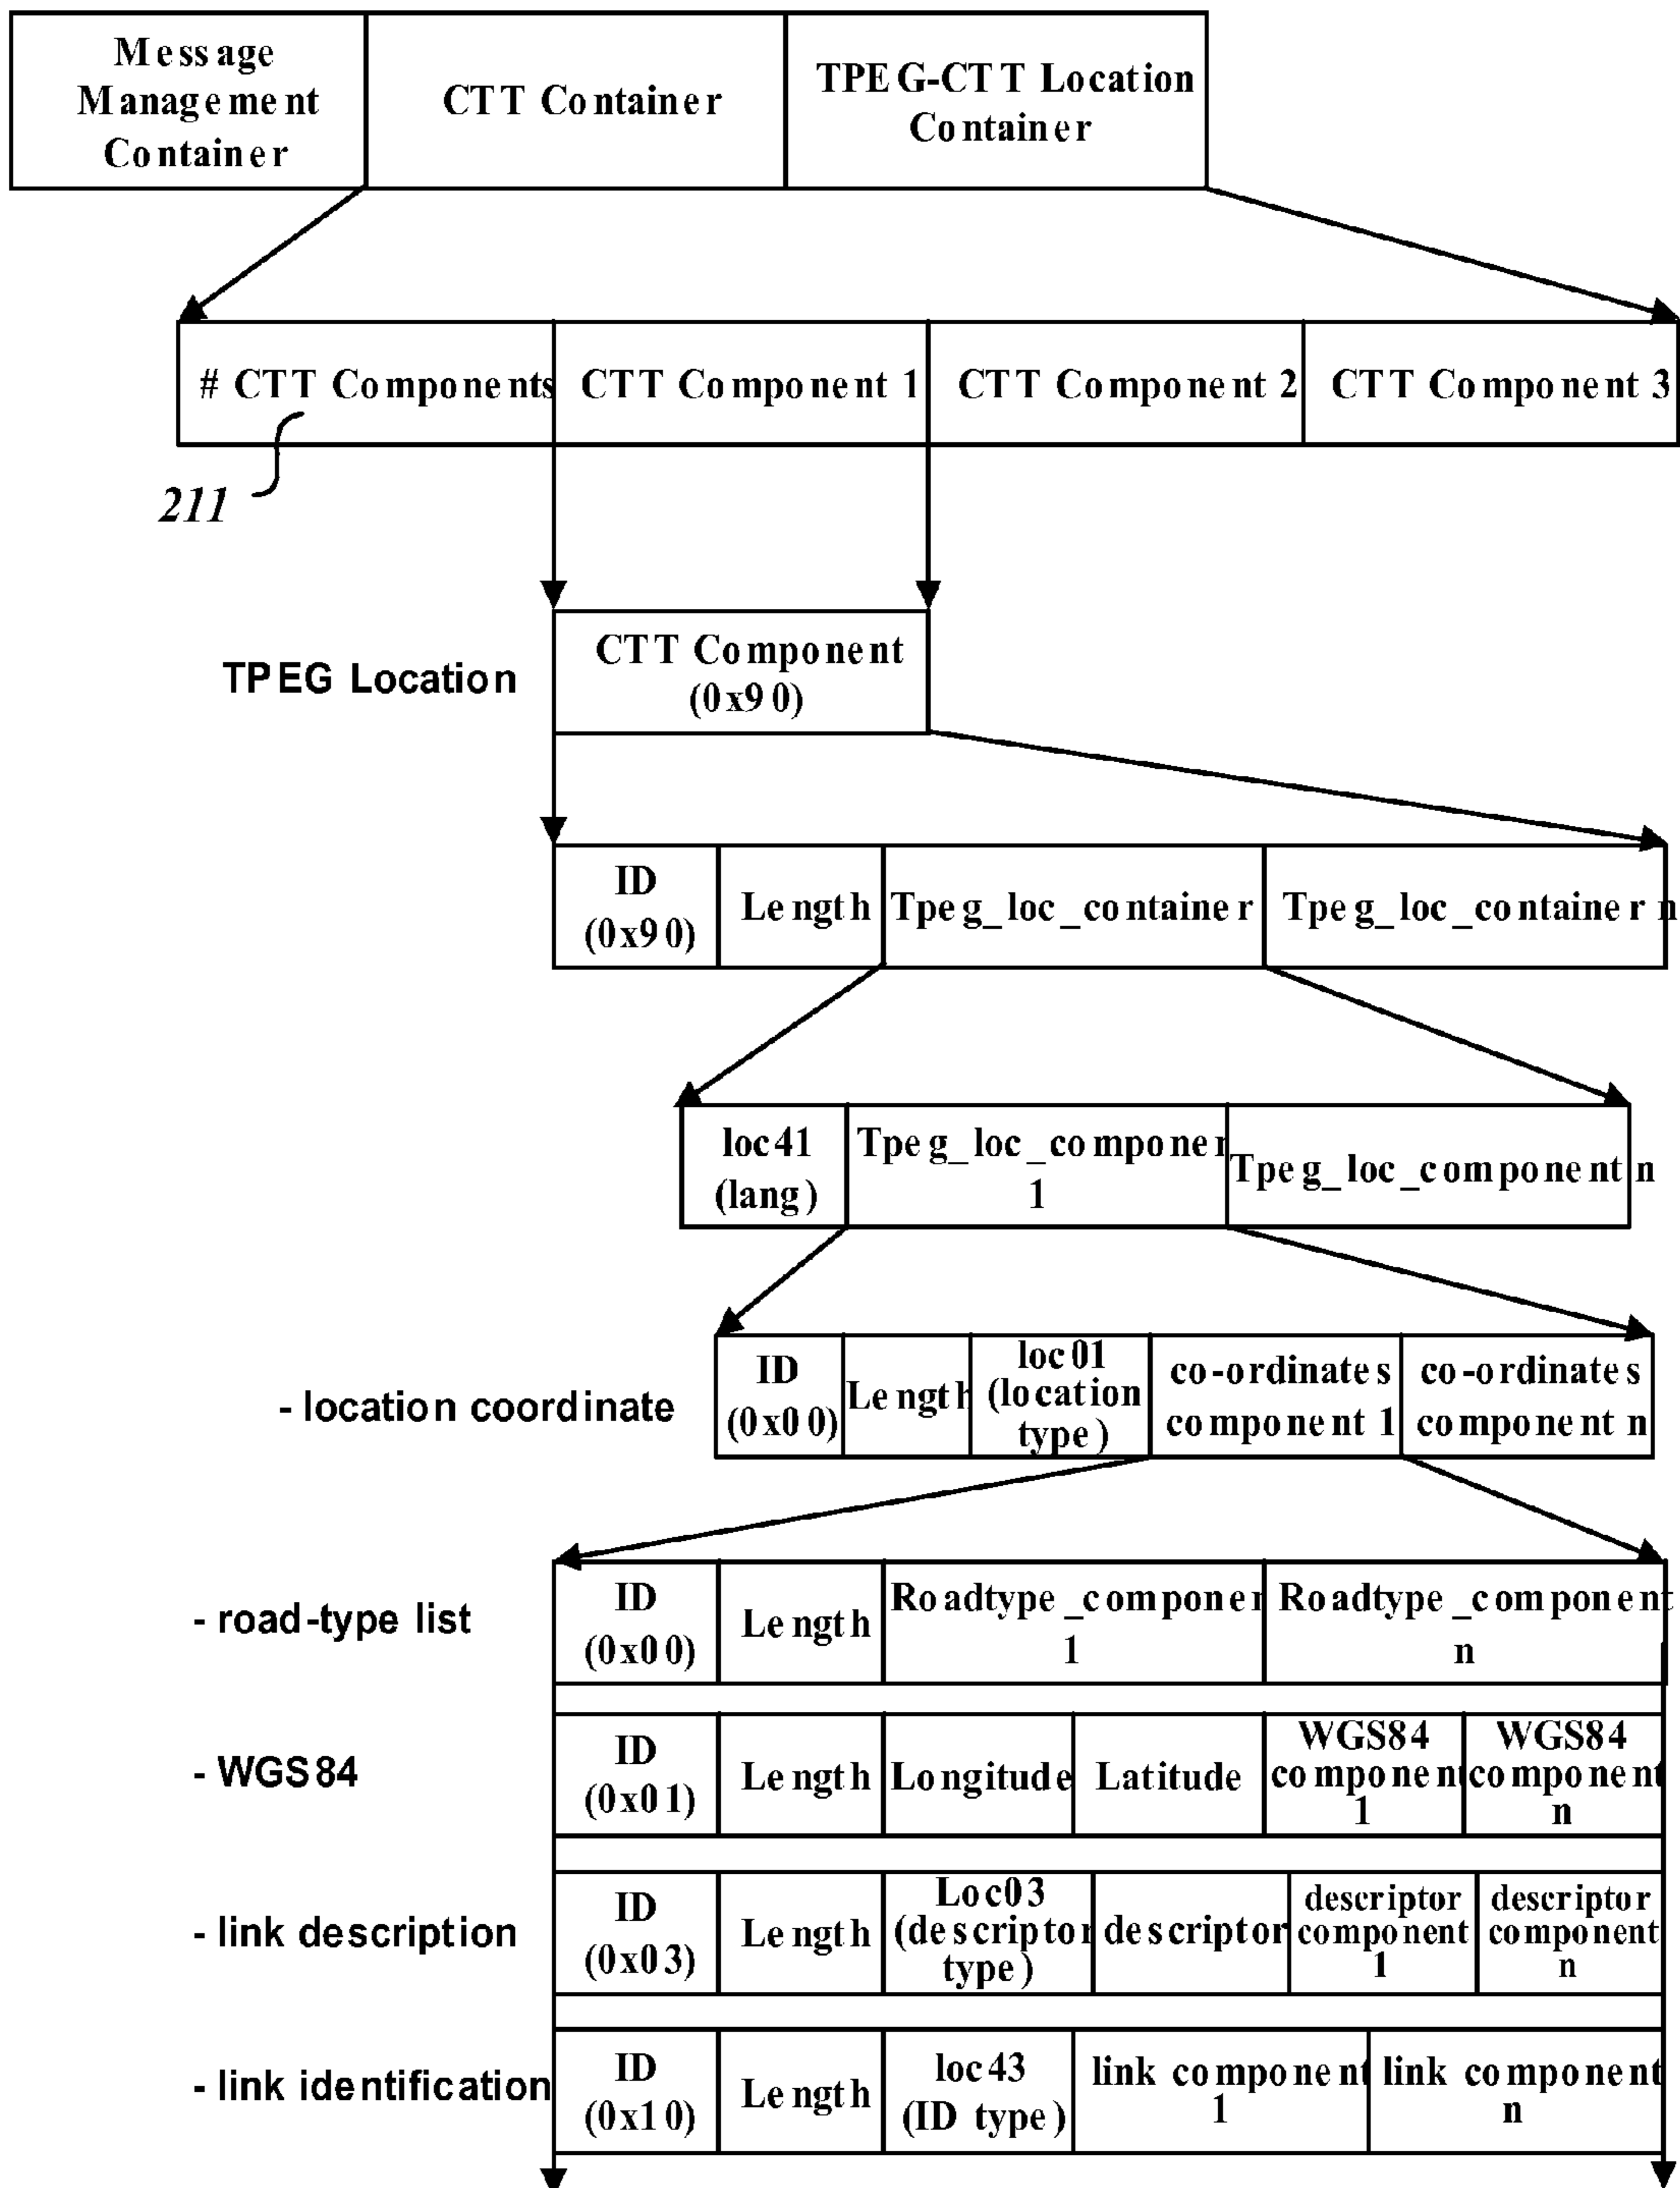 Message
Management
Container
CTT Container
TPEG-CTT Location
Container
# CTT Components
CTT Component 1
CTT Component 2
CTT Component 3
211
TPEG Location
CTT Component
(0x90)
ID
(0x90)
Length
Tpeg_loc_container
Tpeg_loc_container n
loc41
(lang)
Tpeg_loc_componer
1
Tpeg_loc_component n
- location coordinate
ID
(0x00)
Length
loc01
(location
type)
co-ordinates
component 1
co-ordinates
component n
- road-type list
ID
(0x00)
Length
Roadtype_componer
1
Roadtype_component
n
- WGS84
ID
(0x01)
Length
Longitude
Latitude
WGS84
component
1
WGS84
component
n
- link description
ID
(0x03)
Length
Loc03
(descriptor
type)
descriptor
descriptor
component
1
descriptor
component
n
- link identification
ID
(0x10)
Length
loc43
(ID type)
link component
1
link component
n